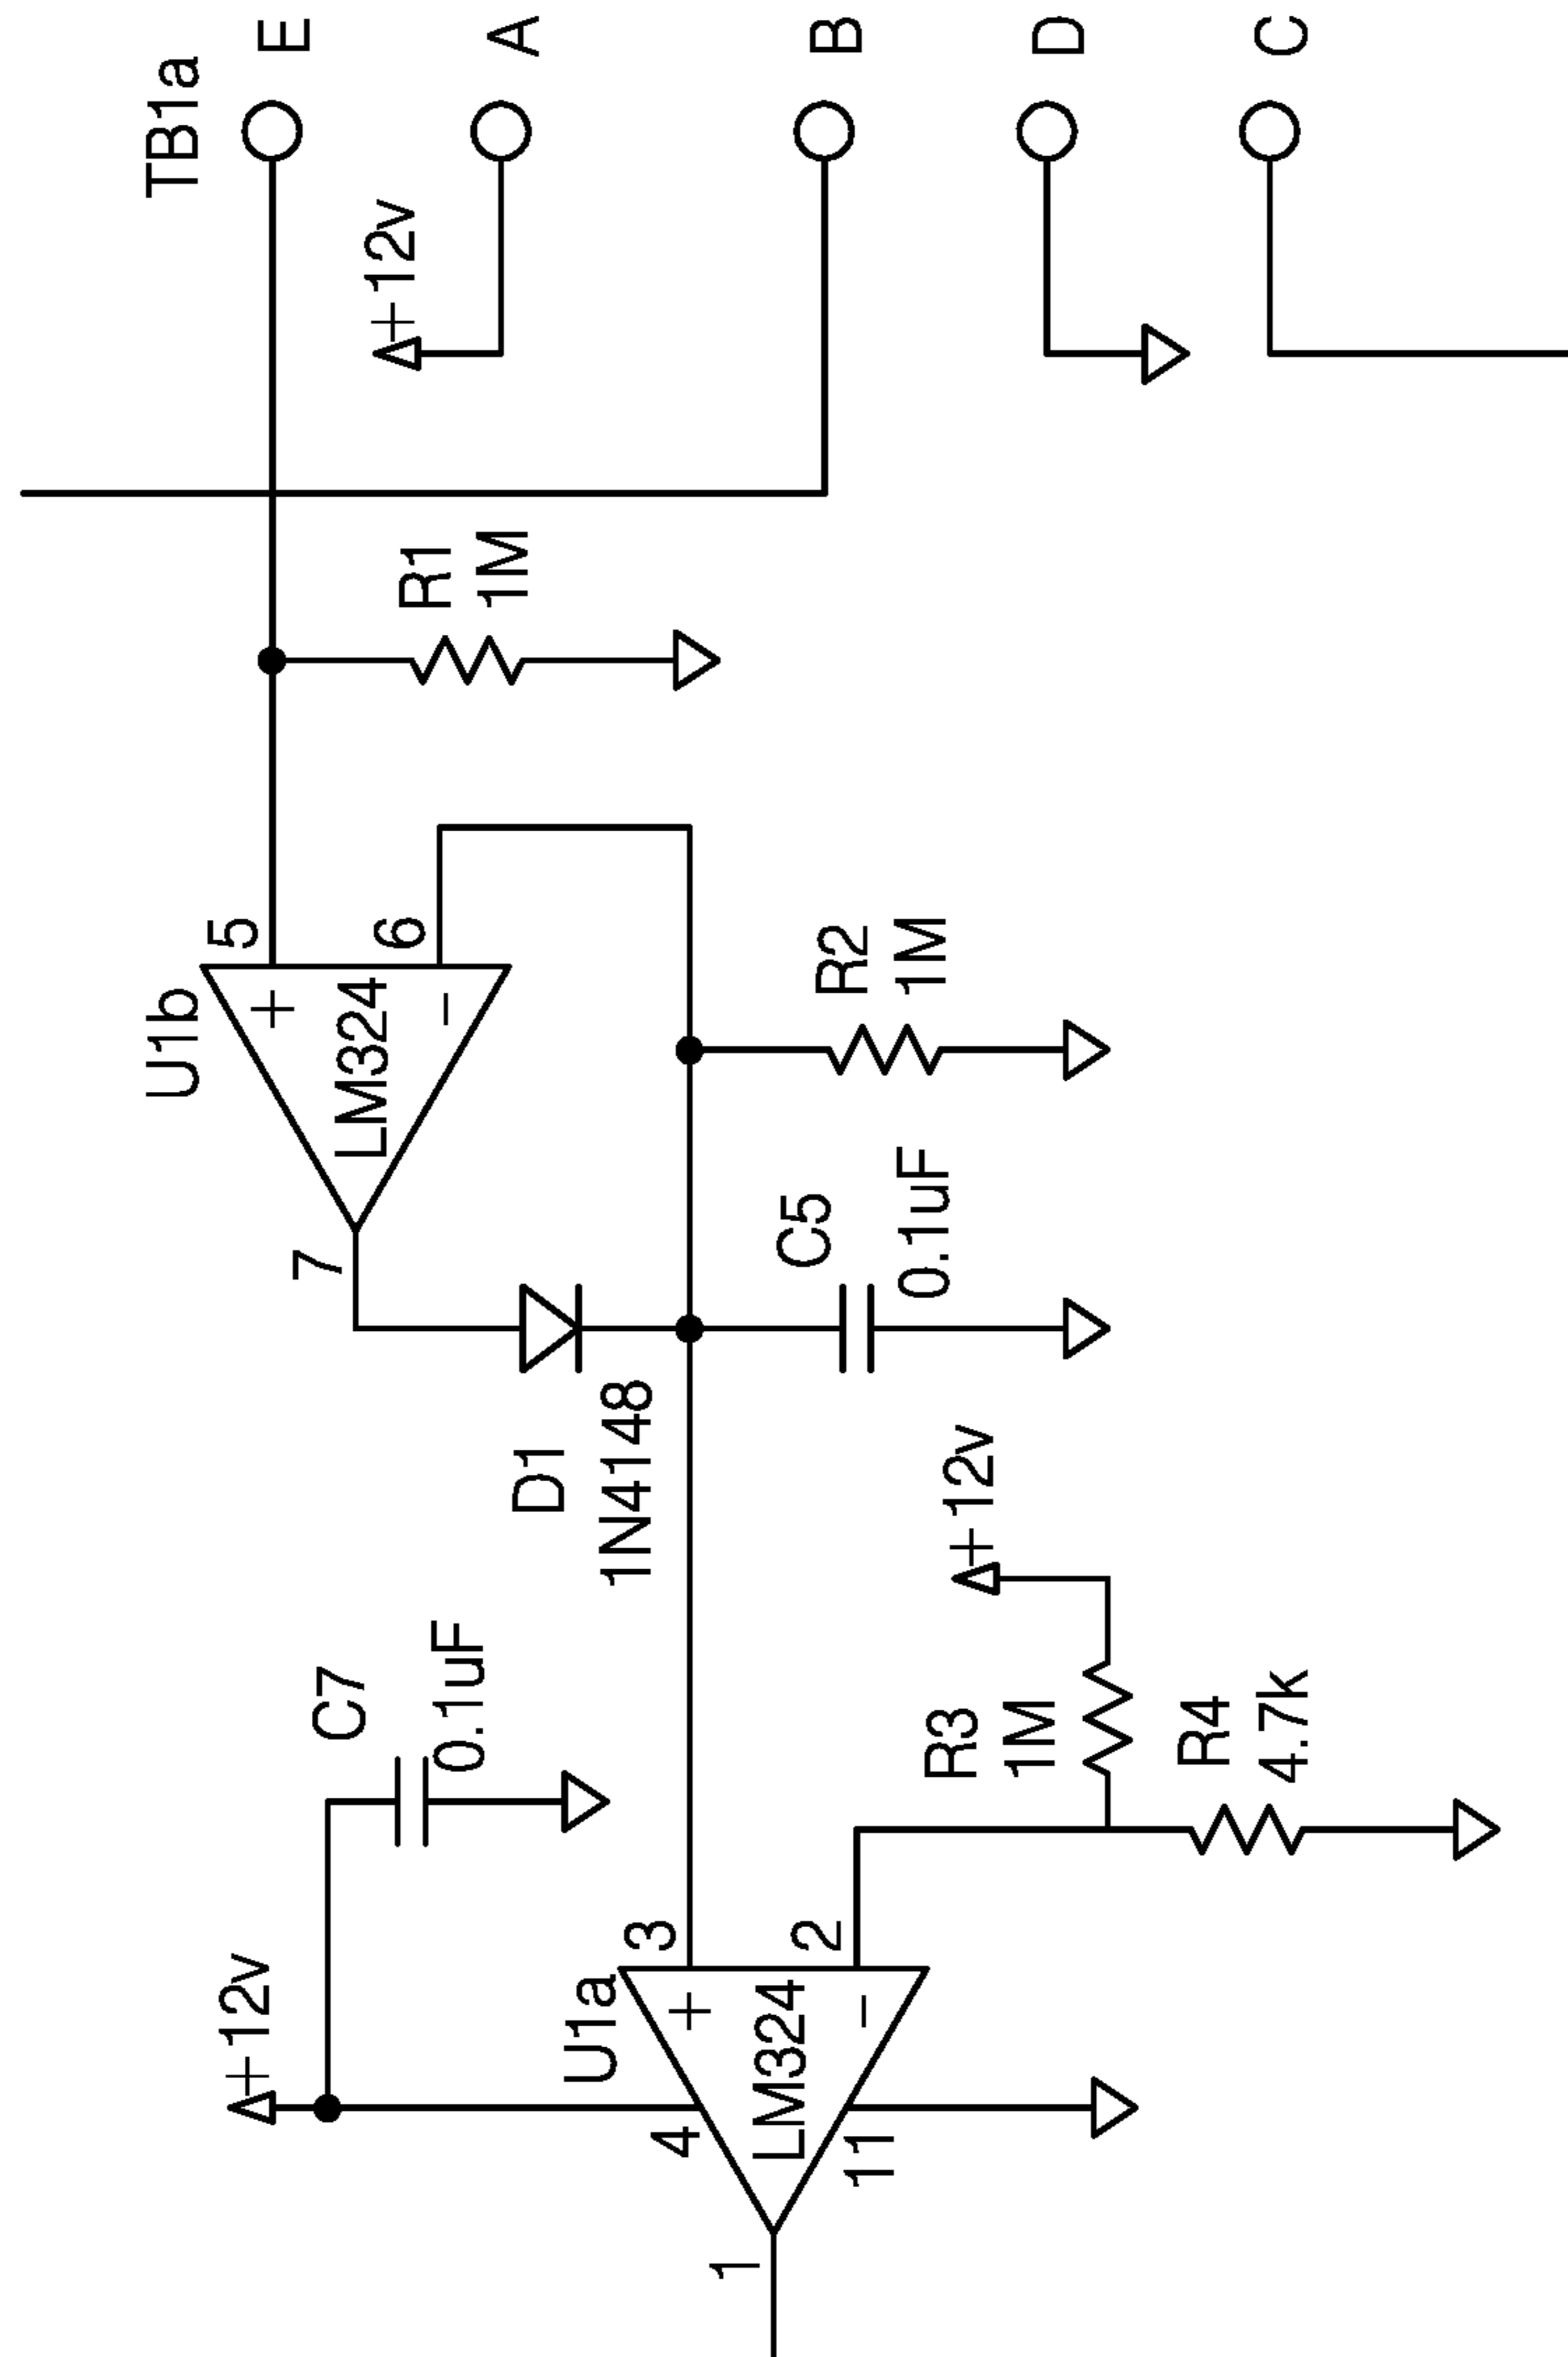 TB1a
E
A
+12v
B
D
C
R1
1M
U1b
5
+
6
−
LM324
7
R2
1M
C5
0.1uF
D1
1N4148
+12v
C7
0.1uF
R3
1M
R4
4.7k
+12v
U1a
3
+
2
−
LM324
4
11
1